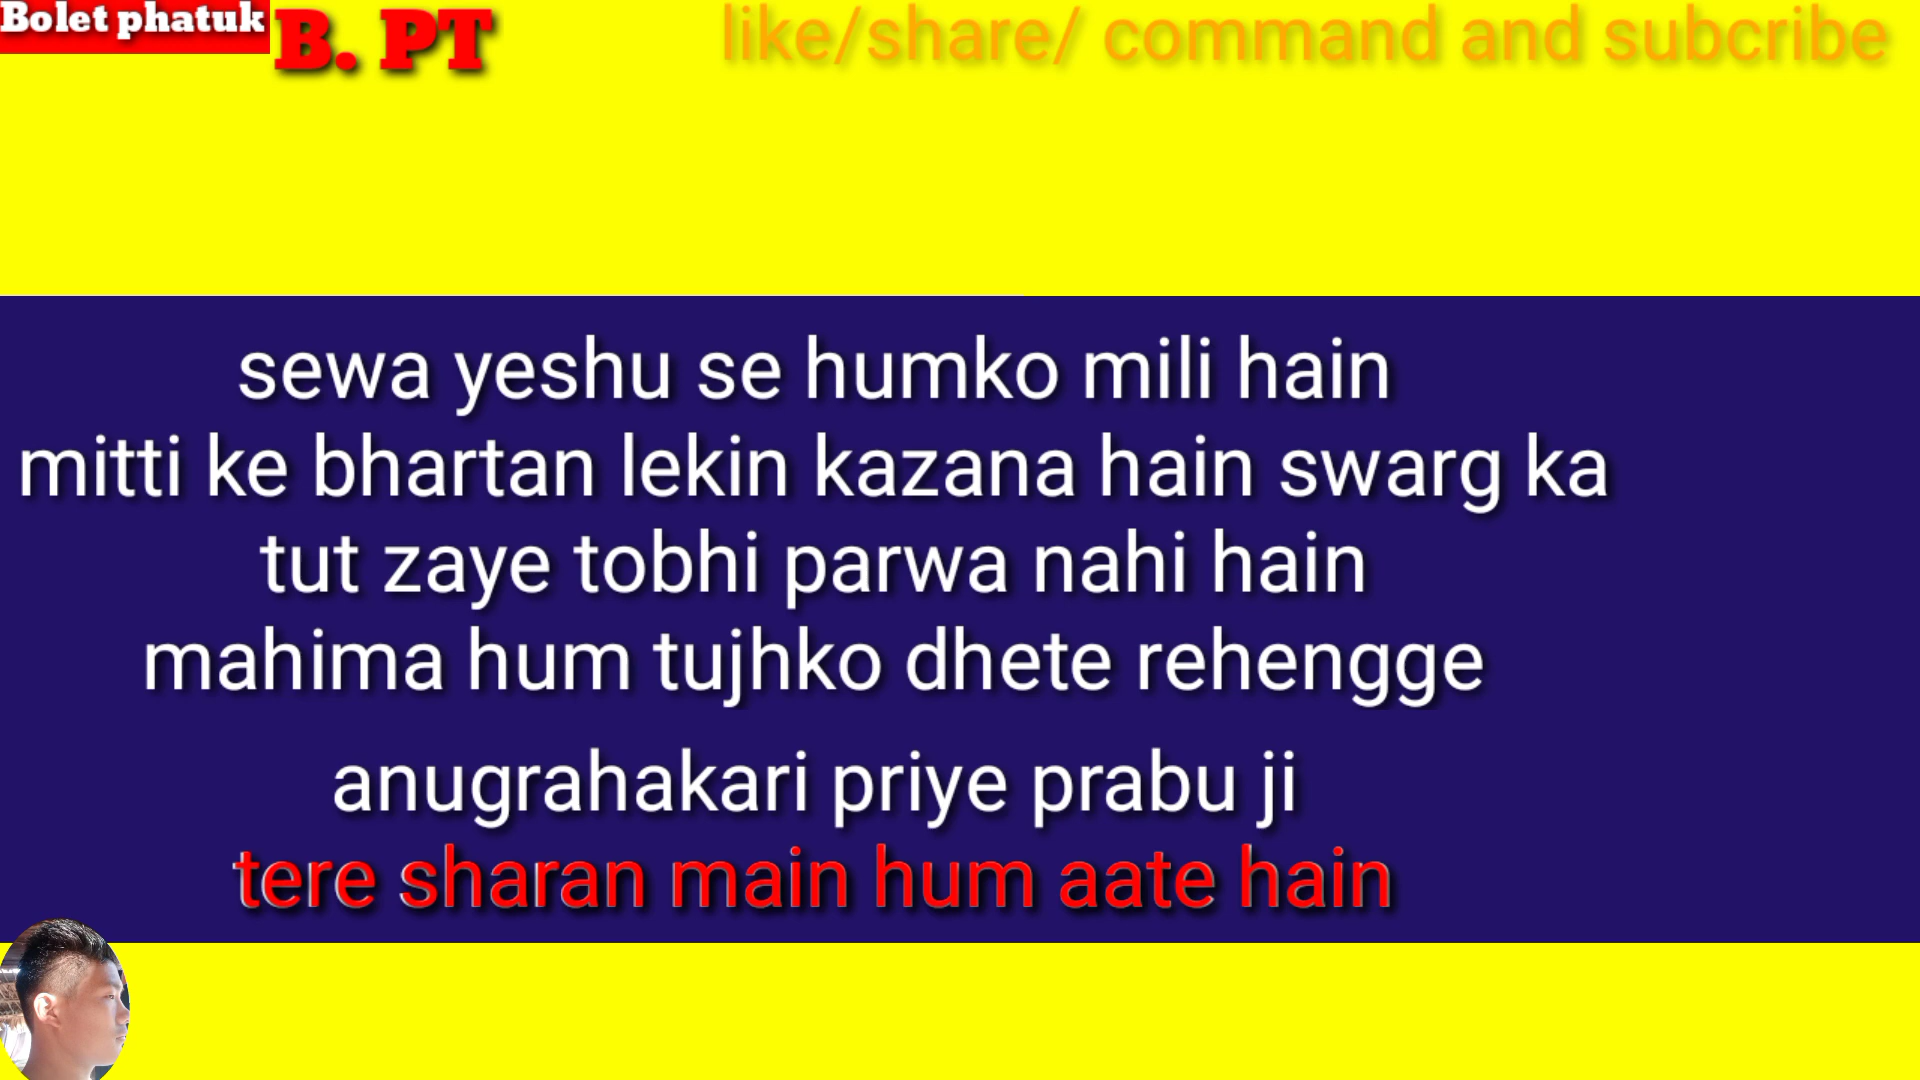 Bolet phatuk
B. PT
like/share/ command and subcribe
sewa yeshu se humko mili hain
mitti ke bhartan lekin kazana hain swarg ka
tut zaye tobhi parwa nahi hain
mahima hum tujhko dhete rehengge
anugrahakari priye prabu ji
tere sharan main hum aate hain